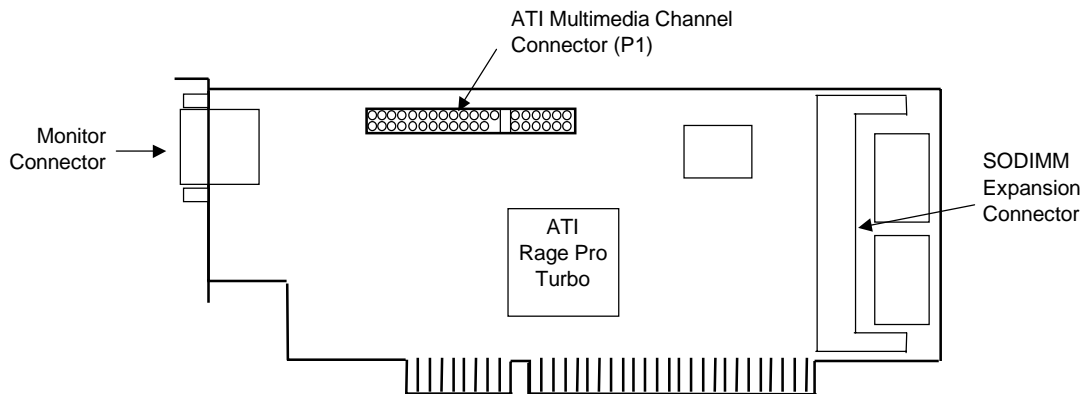 ATI Multimedia Channel
Connector (P1)
Monitor
Connector
SODIMM
Expansion
Connector
ATI
Rage Pro
Turbo